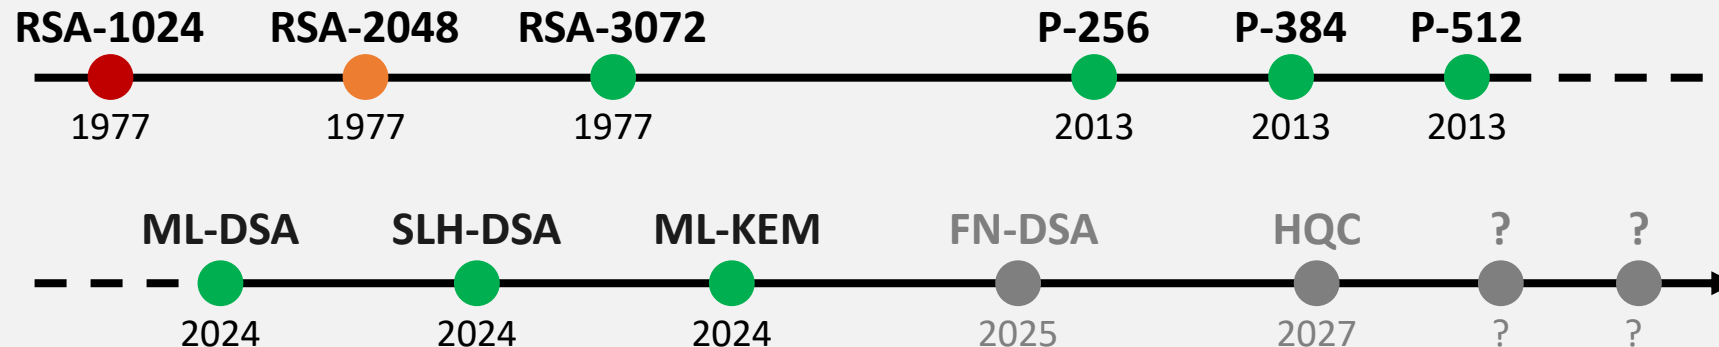 RSA-1024 RSA-2048 RSA-3072 P-256 P-384 P-512
1977 1977 1977 2013 2013 2013
ML-DSA SLH-DSA ML-KEM FN-DSA HQC ? ?
2024 2024 2024 2025 2027 ? ?